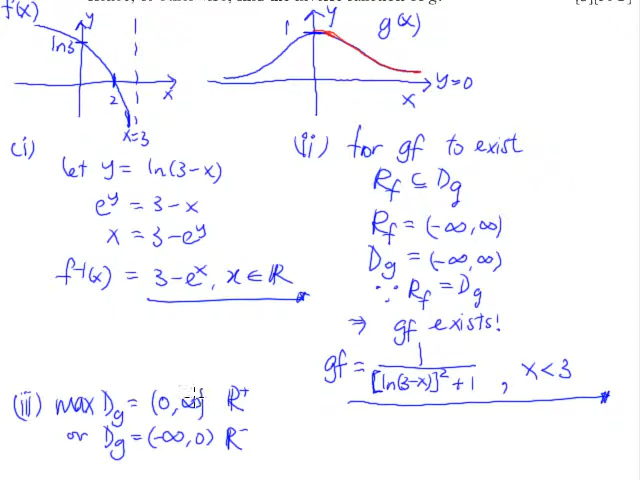 f(x)
y
ln3
2
x
x=3
1
y
g(x)
y=0
x
(i)
let y = ln(3-x)
e^y = 3-x
x = 3-e^y
f^-1(x) = 3-e^x, x ∈ ℝ
(ii) for gf to exist
R_f ⊆ D_g
R_f = (-∞,∞)
D_g = (-∞,∞)
∵ R_f = D_g
⇒ gf exists!
gf = 1/([ln(3-x)]^2+1) , x<3
(iii) max D_g = (0,∞) ℝ^+
or D_g = (-∞,0) ℝ^-